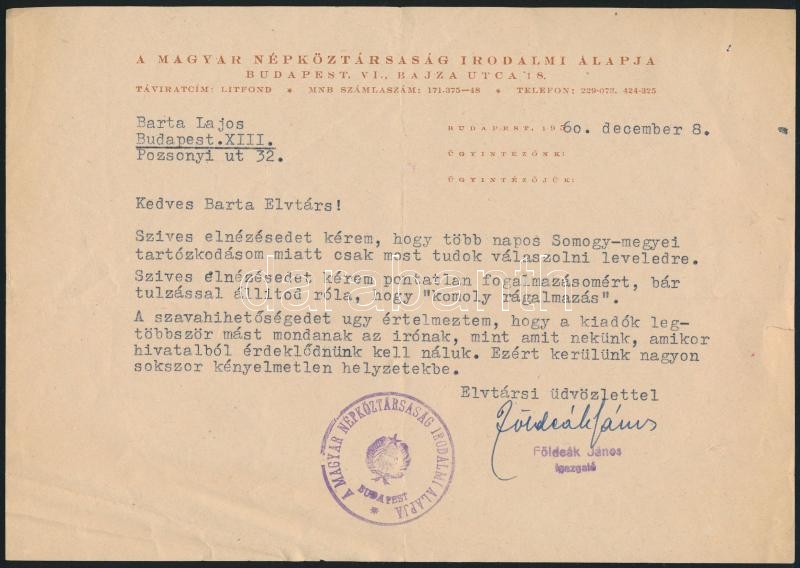 A MAGYAR NÉPKÖZTÁRSASÁG IRODALMI ALAPJA
BUDAPEST, VI., BAJZA UTCA 18.
TÁVIRATCÍM: LITFOND * MNB SZÁMLASZÁM: 171.375—48 * TELEFON: 229-073, 424-325
Barta Lajos
Budapest.XIII.
Pozsonyi ut 32.
BUDAPEST, 1960. december 8.
ÜGYINTÉZŐNK:
ÜGYINTÉZŐJÜK:
Kedves Barta Elvtárs!
Szives elnézésedet kérem, hogy több napos Somogy-megyei
tartózkodásom miatt csak most tudok válaszolni leveledre.
Szives elnézésedet kérem pontatlan fogalmazásomért, bár
tulzással állitod róla, hogy "komoly rágalmazás".
A szavahihetőségedet ugy értelmeztem, hogy a kiadók leg-
többször mást mondanak az irónak, mint amit nekünk, amikor
hivatalból érdeklődnünk kell náluk. Ezért kerülünk nagyon
sokszor kényelmetlen helyzetekbe.
Elvtársi üdvözlettel
Földeák János
Földeák János
igazgató
A MAGYAR NÉPKÖZTÁRSASÁG IRODALMI ALAPJA
BUDAPEST
darabanth